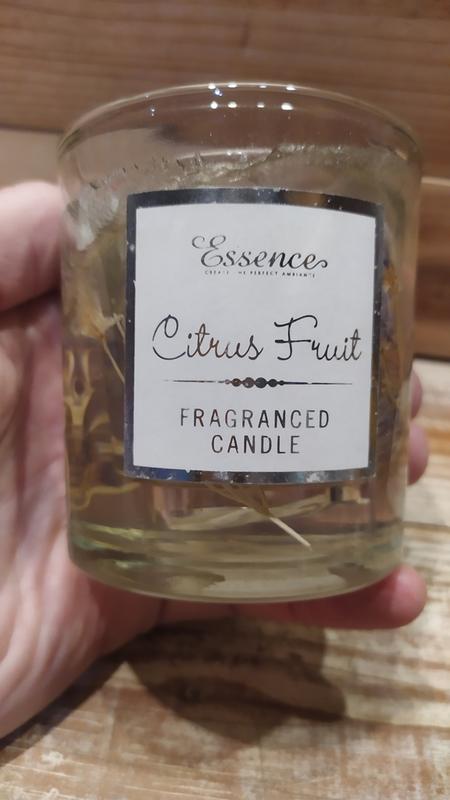 Essence
CREATE THE PERFECT AMBIANCE
Citrus Fruit
FRAGRANCED
CANDLE